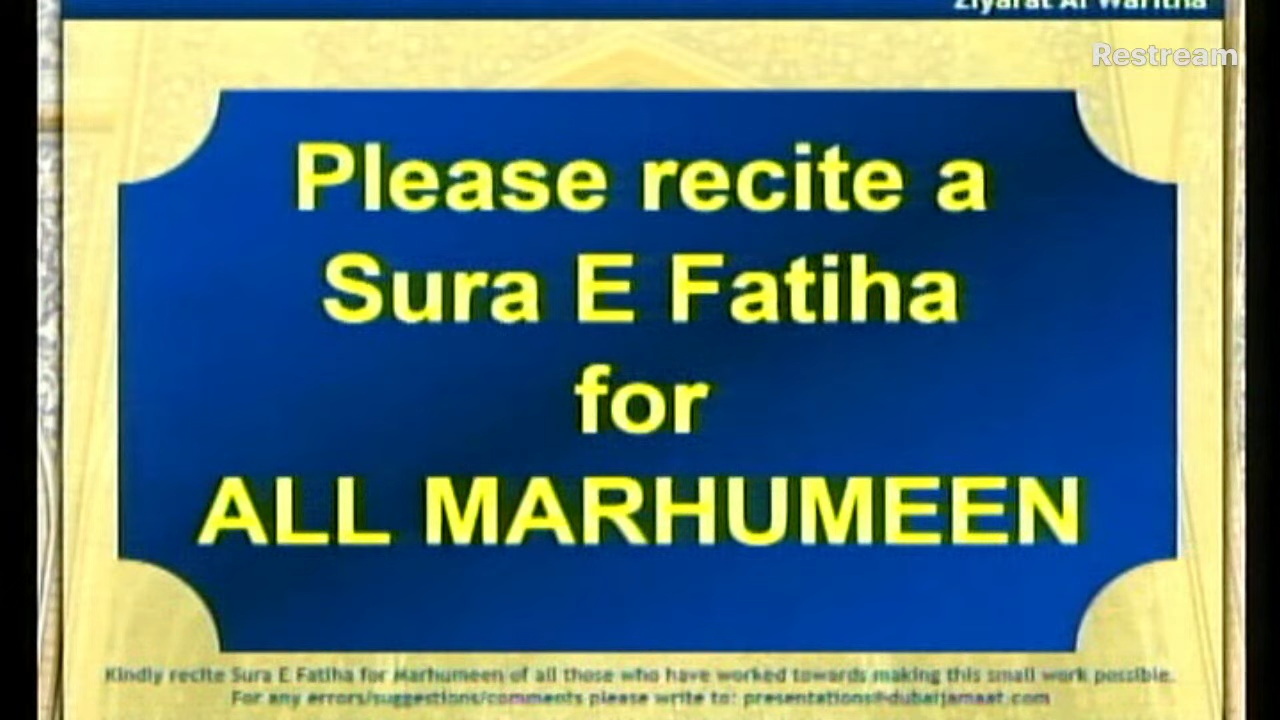 Ziyarat Al Waritha
Restream
Please recite a
Sura E Fatiha
for
ALL MARHUMEEN
Kindly recite Sura E Fatiha for Marhumeen of all those who have worked towards making this small work possible.
For any errors/suggestions/comments please write to: presentations@dubaijamaat.com